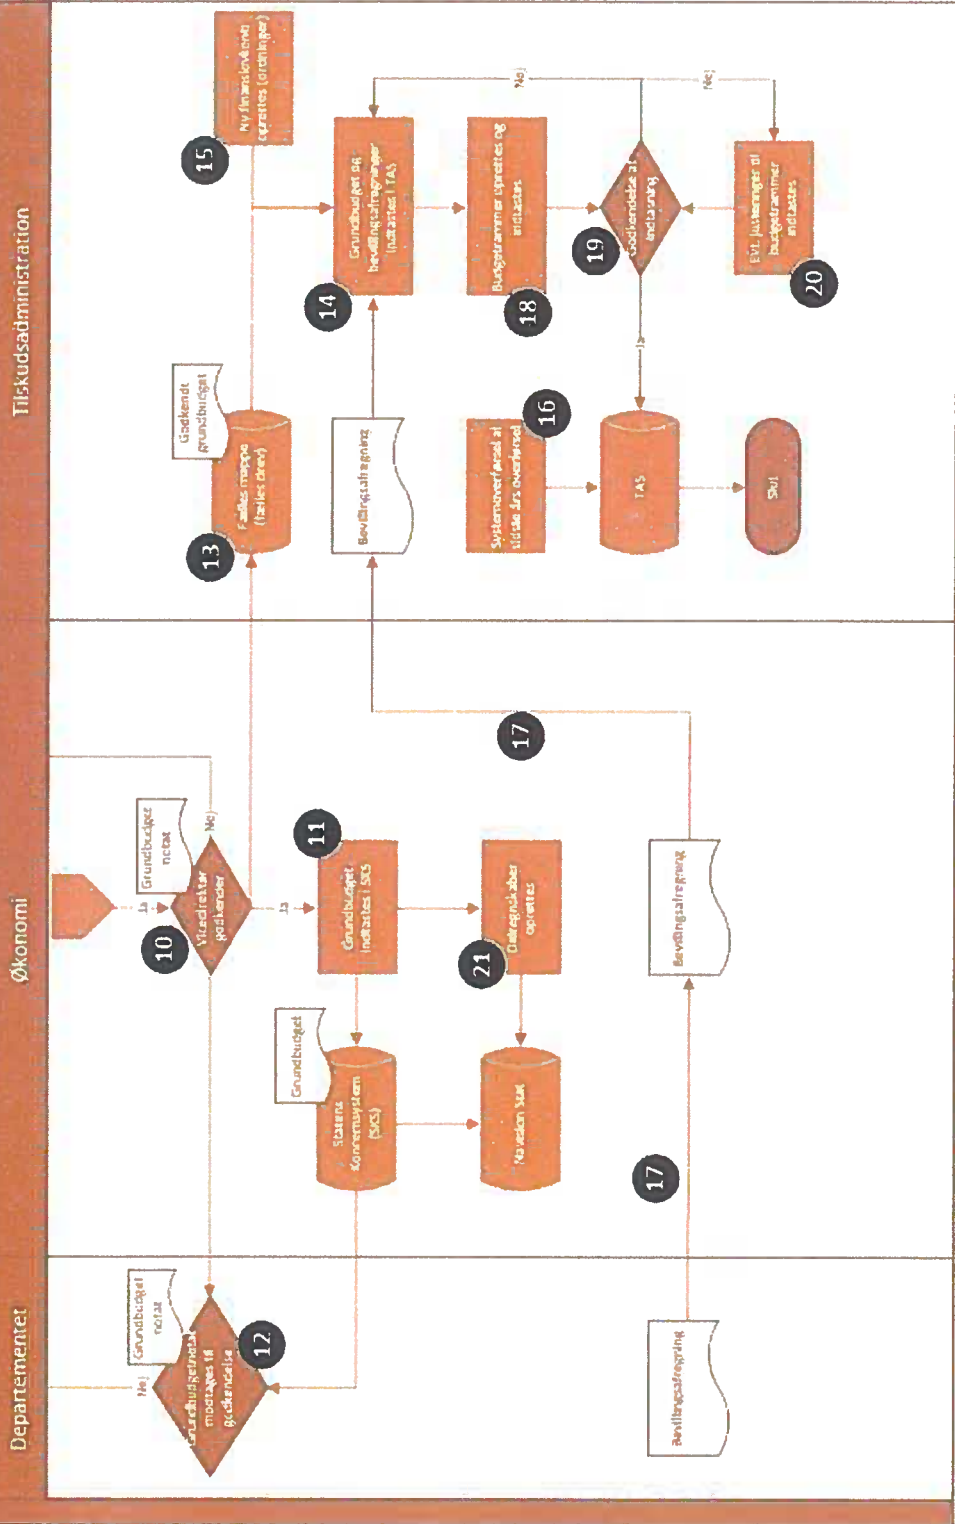 Departementet
Økonomi
Tilskudsadministration
Nej
Grundbudget
notat
Grundbudgetnotat
modtages til
godkendelse
12
Bevillingsafregning
17
Ja
10
Vicedirektør
godkender
Grundbudget
notat
Nej
Ja
11
Grundbudget
indtastes i SKS
Grundbudget
Statens
Koncernsystem
(SKS)
21
Delregnskaber
oprettes
Navision Stat
Bevillingsafregning
17
13
Fælles mappe
(fælles drev)
Godkendt
grundbudget
15
Ny finanslovkonti
oprettes (ordninger)
Bevillingsafregning
14
Grundbudget og
bevillingsafregninger
indtastes i TAS
16
Systemoverførsel af
sidste års overførsel
18
Budgetrammer oprettes og
indtastes
Nej
TAS
Ja
19
Godkendelse af
indtastning
Nej
Slut
20
Evt. justeringer til
budgetrammer
indtastes